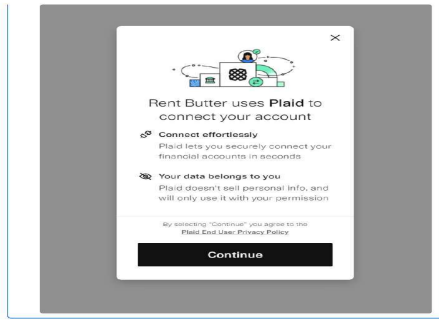 Rent Butter uses Plaid to
connect your account
Connect effortlessly
Plaid lets you securely connect your
financial accounts in seconds
Your data belongs to you
Plaid doesn't sell personal info, and
will only use it with your permission
By selecting "Continue" you agree to the
Plaid End User Privacy Policy
Continue